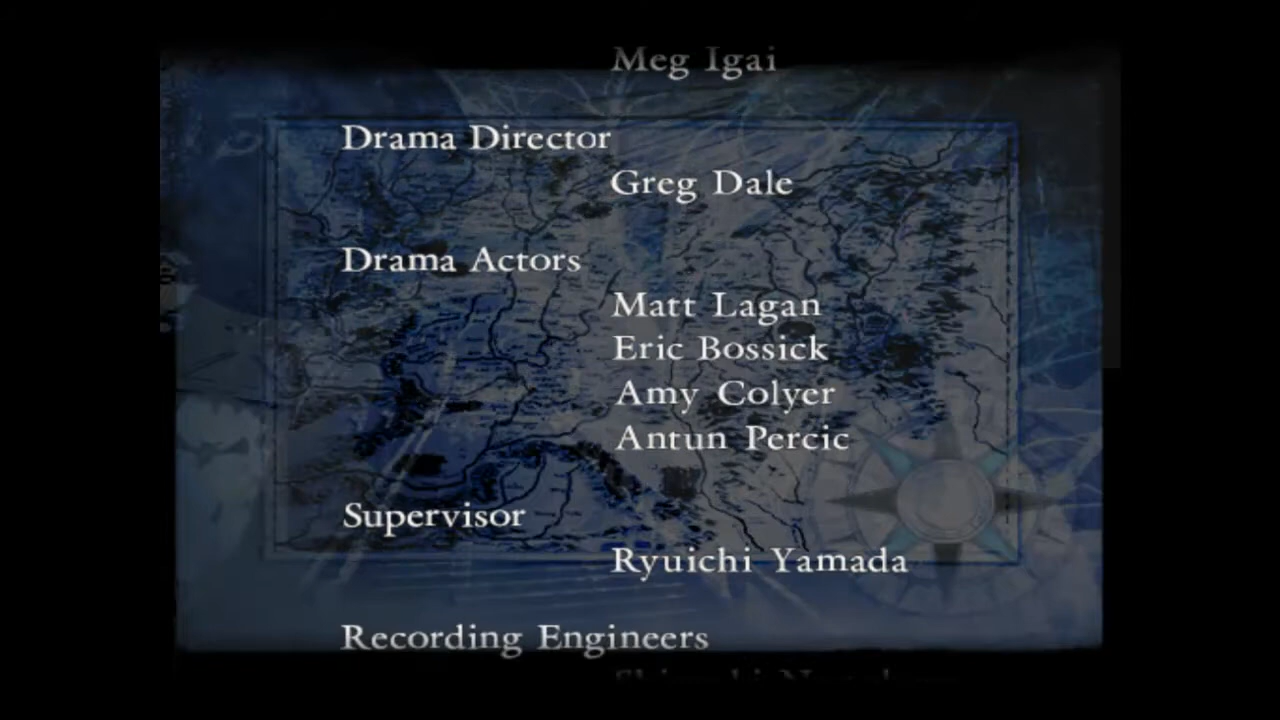 Meg Igai
Drama Director
Greg Dale
Drama Actors
Matt Lagan
Eric Bossick
Amy Colyer
Antun Percic
Supervisor
Ryuichi Yamada
Recording Engineers